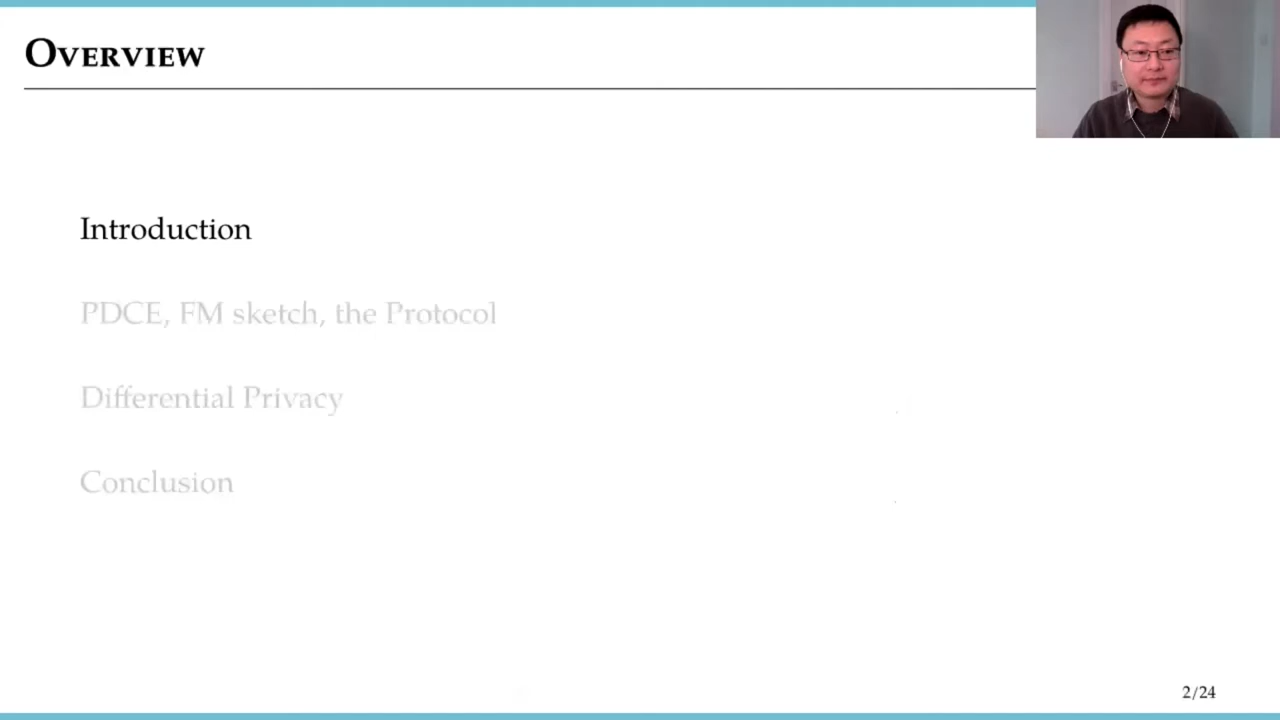 Overview
Introduction
PDCE, FM sketch, the Protocol
Differential Privacy
Conclusion
2/24